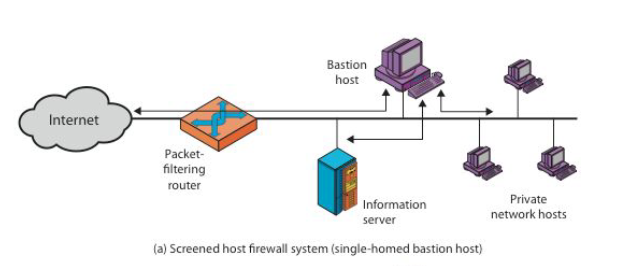 Bastion
host
Internet
Packet-
filtering
router
Information
server
Private
network hosts
(a) Screened host firewall system (single-homed bastion host)